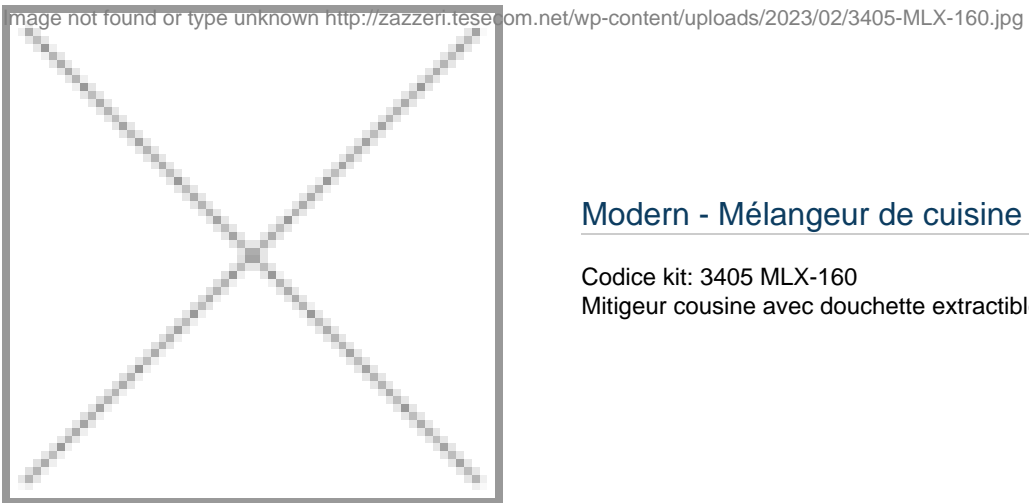 Image not found or type unknown http://zazzeri.tesecom.net/wp-content/uploads/2023/02/3405-MLX-160.jpg
Modern - Mélangeur de cuisine
Codice kit: 3405 MLX-160
Mitigeur cousine avec douchette extractible